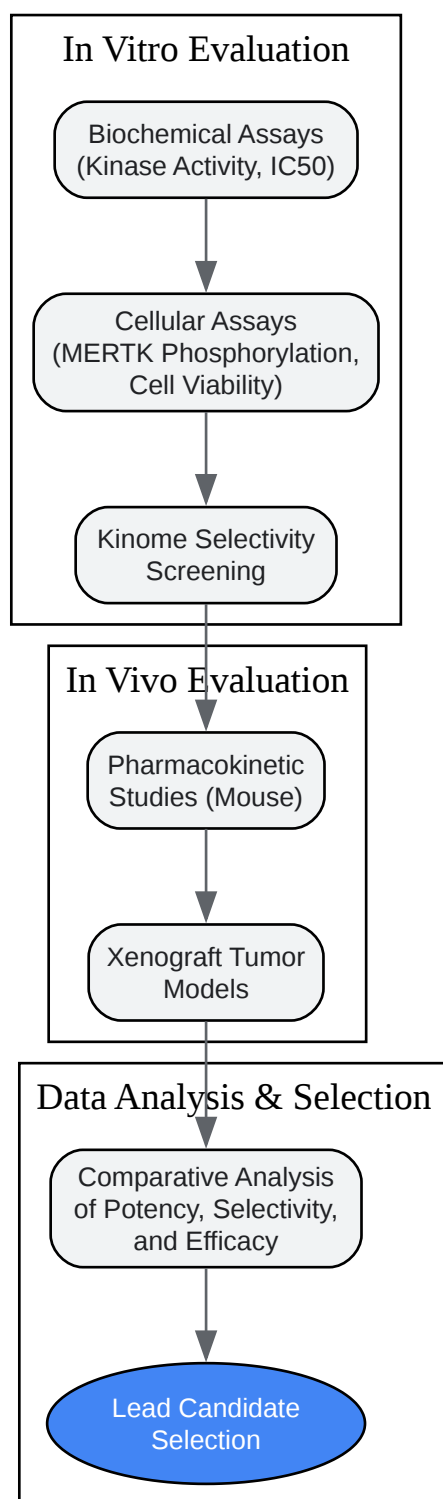 In Vitro Evaluation
Biochemical Assays
(Kinase Activity, IC50)
Cellular Assays
(MERTK Phosphorylation,
Cell Viability)
Kinome Selectivity
Screening
In Vivo Evaluation
Pharmacokinetic
Studies (Mouse)
Xenograft Tumor
Models
Data Analysis & Selection
Comparative Analysis
of Potency, Selectivity,
and Efficacy
Lead Candidate
Selection